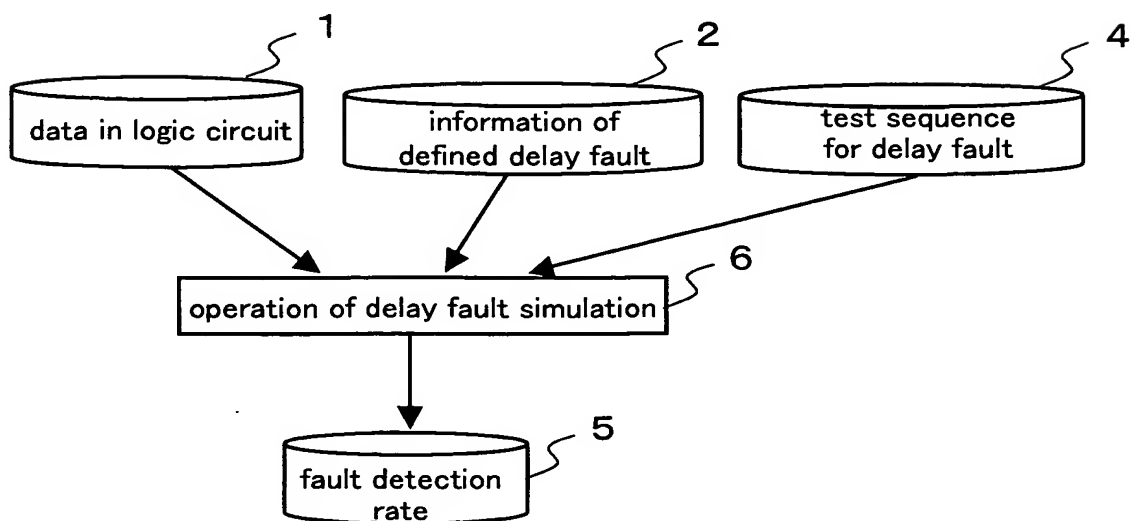 1
2
4
data in logic circuit
information of
defined delay fault
test sequence
for delay fault
6
operation of delay fault simulation
5
fault detection
rate